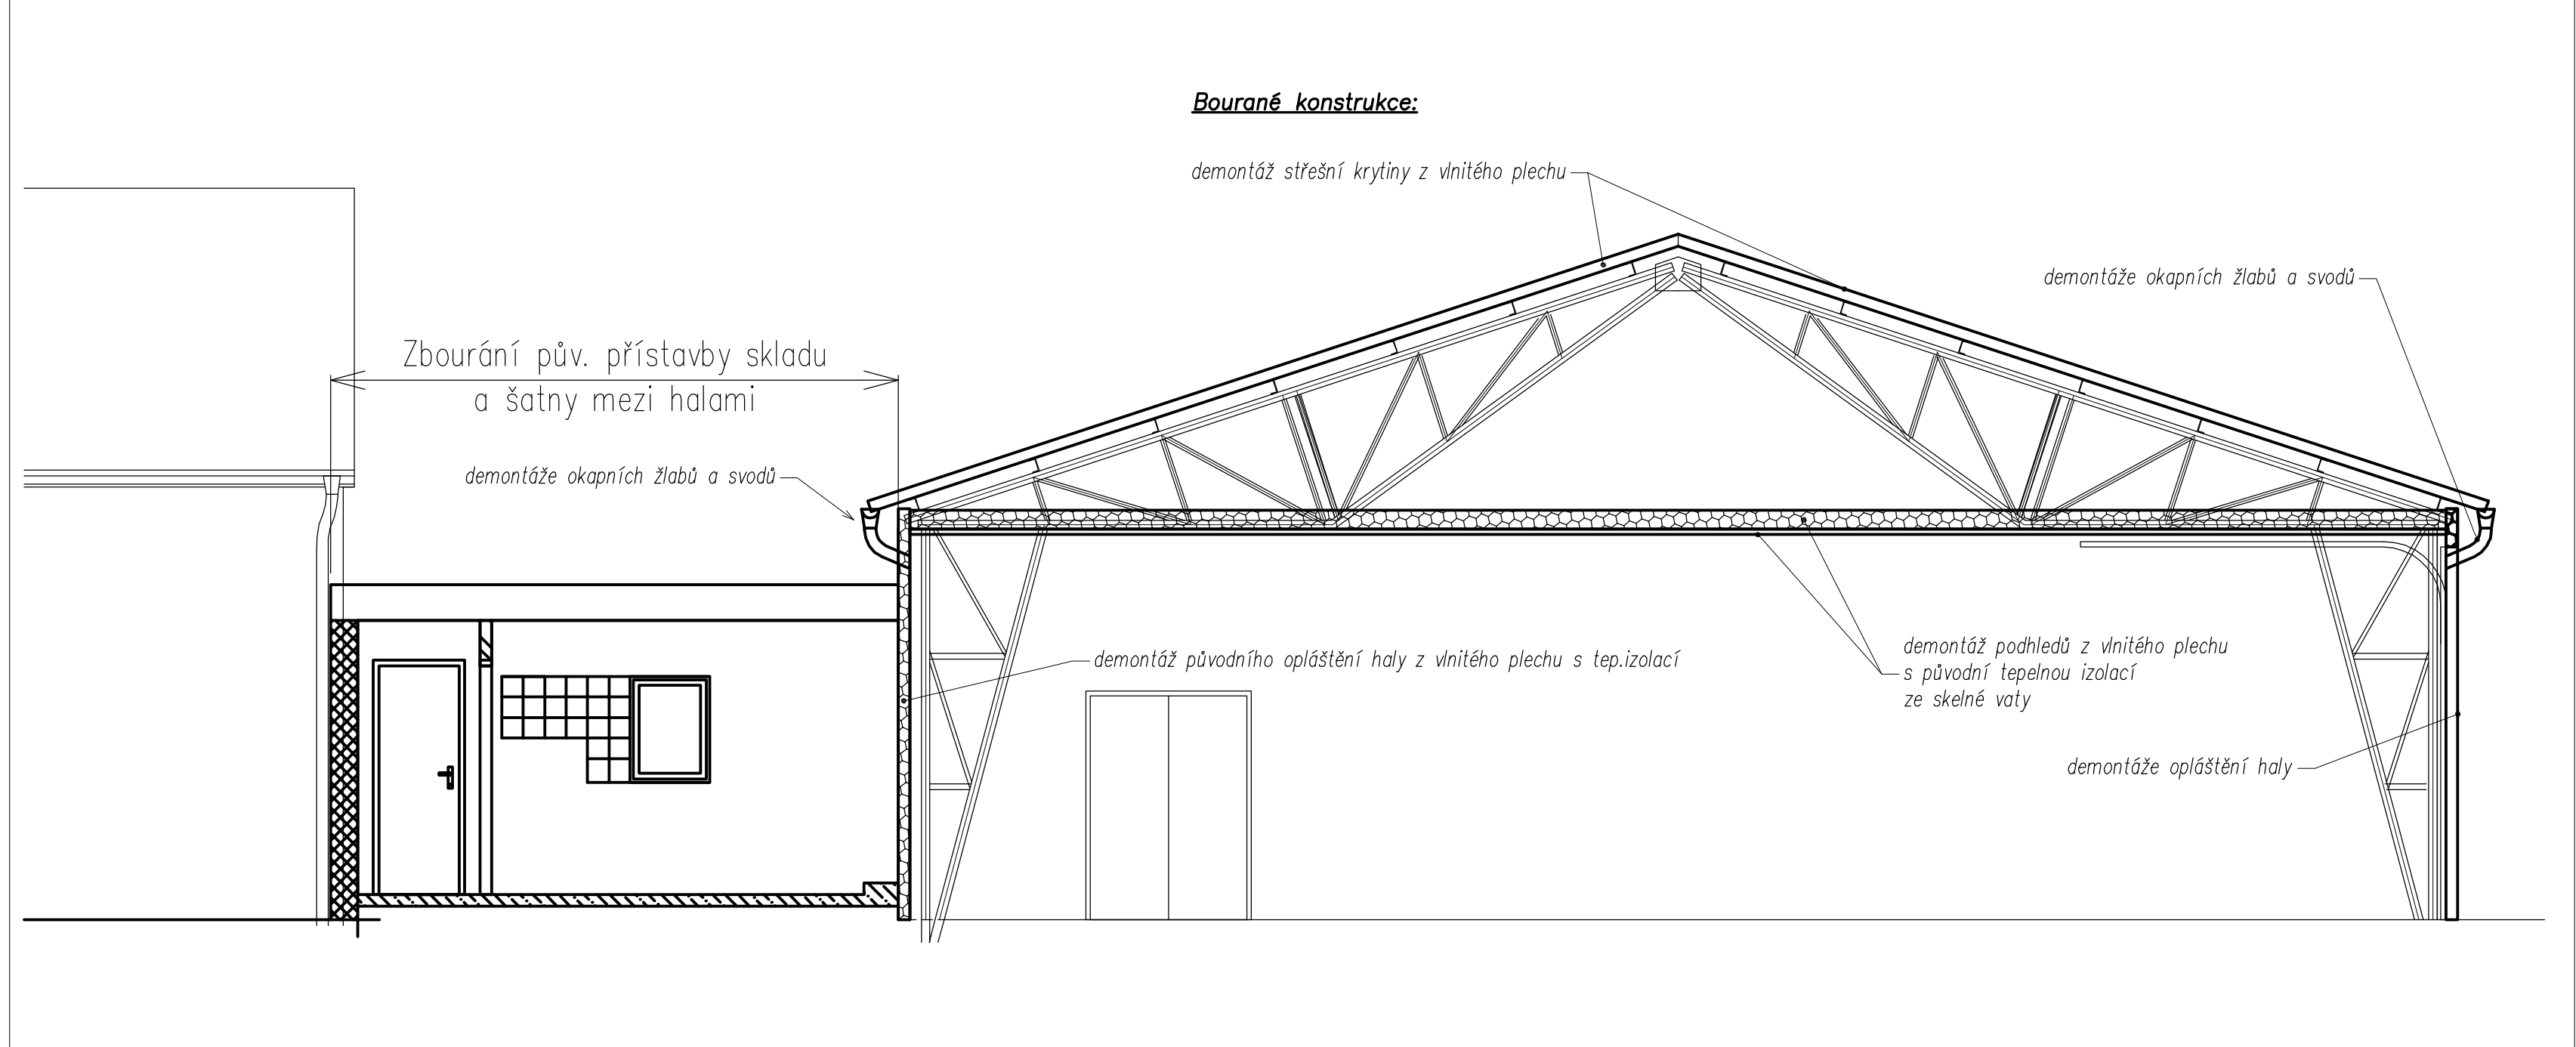 Bourané konstrukce:
demontáž střešní krytiny z vlnitého plechu
demontáže okapních žlabů a svodů
Zbourání pův. přístavby skladu
a šatny mezi halami
demontáže okapních žlabů a svodů
demontáž původního opláštění haly z vlnitého plechu s tep.izolací
demontáž podhledů z vlnitého plechu
s původní tepelnou izolací
ze skelné vaty
demontáže opláštění haly